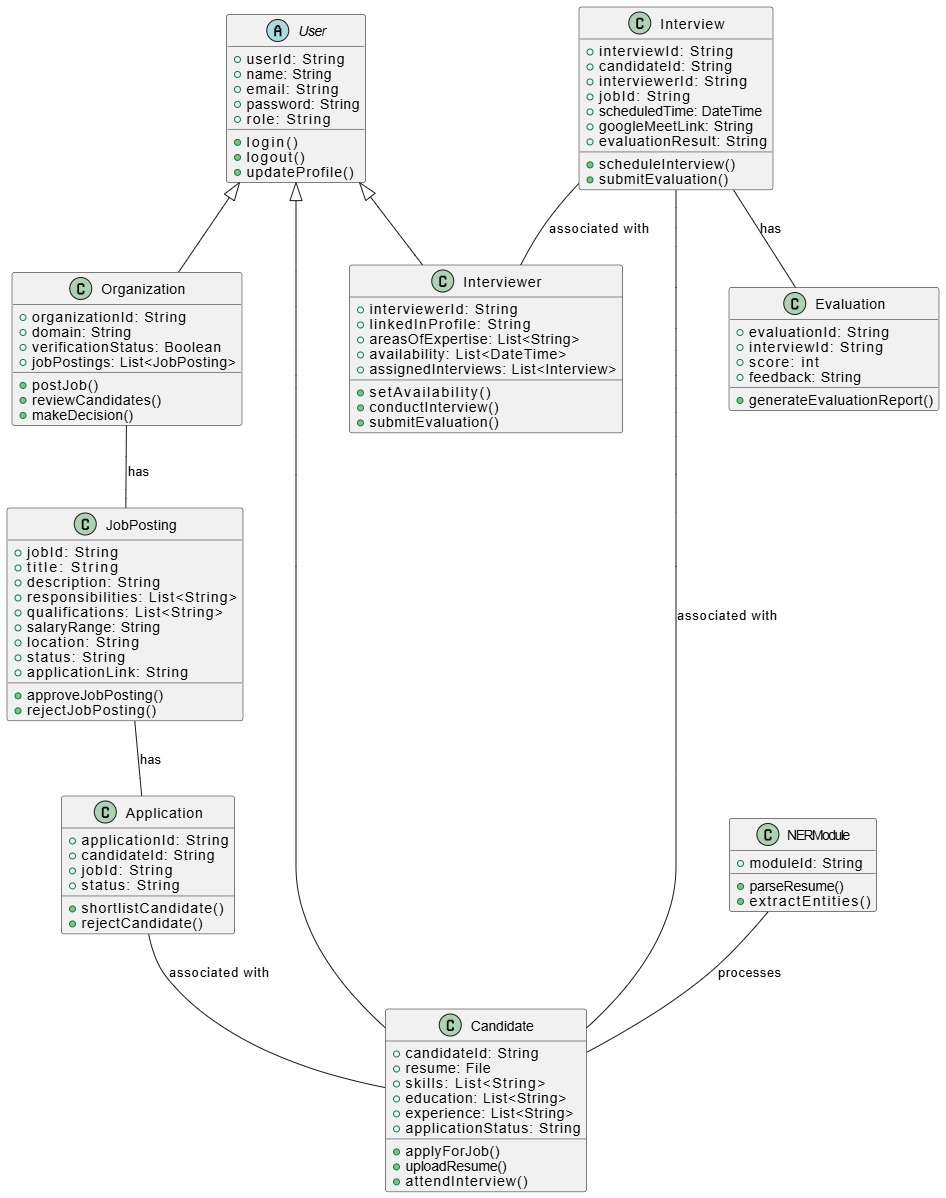 A User
userId: String
name: String
email: String
password: String
role: String
login()
logout()
updateProfile()
C Interview
interviewId: String
candidateId: String
interviewerId: String
jobId: String
scheduledTime: DateTime
googleMeetLink: String
evaluationResult: String
scheduleInterview()
submitEvaluation()
associated with
has
C Organization
organizationId: String
domain: String
verificationStatus: Boolean
jobPostings: List<JobPosting>
postJob()
reviewCandidates()
makeDecision()
C Interviewer
interviewerId: String
linkedInProfile: String
areasOfExpertise: List<String>
availability: List<DateTime>
assignedInterviews: List<Interview>
setAvailability()
conductInterview()
submitEvaluation()
C Evaluation
evaluationId: String
interviewId: String
score: int
feedback: String
generateEvaluationReport()
has
C JobPosting
jobId: String
title: String
description: String
responsibilities: List<String>
qualifications: List<String>
salaryRange: String
location: String
status: String
applicationLink: String
approveJobPosting()
rejectJobPosting()
associated with
has
C Application
applicationId: String
candidateId: String
jobId: String
status: String
shortlistCandidate()
rejectCandidate()
C NERModule
moduleId: String
parseResume()
extractEntities()
associated with
processes
C Candidate
candidateId: String
resume: File
skills: List<String>
education: List<String>
experience: List<String>
applicationStatus: String
applyForJob()
uploadResume()
attendInterview()